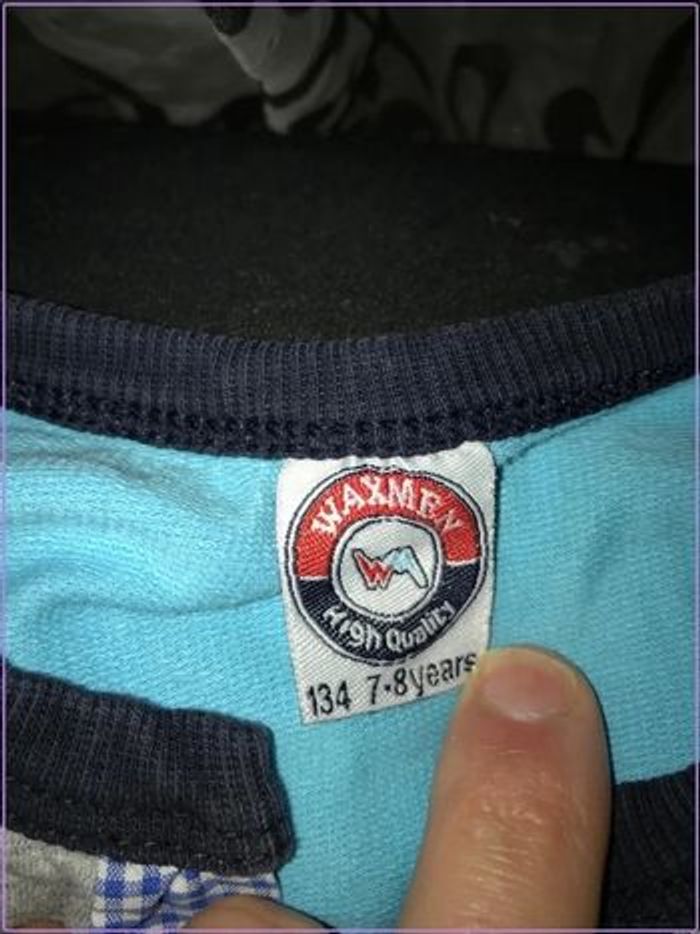 WAXMEN
High Quality
134 7-8years